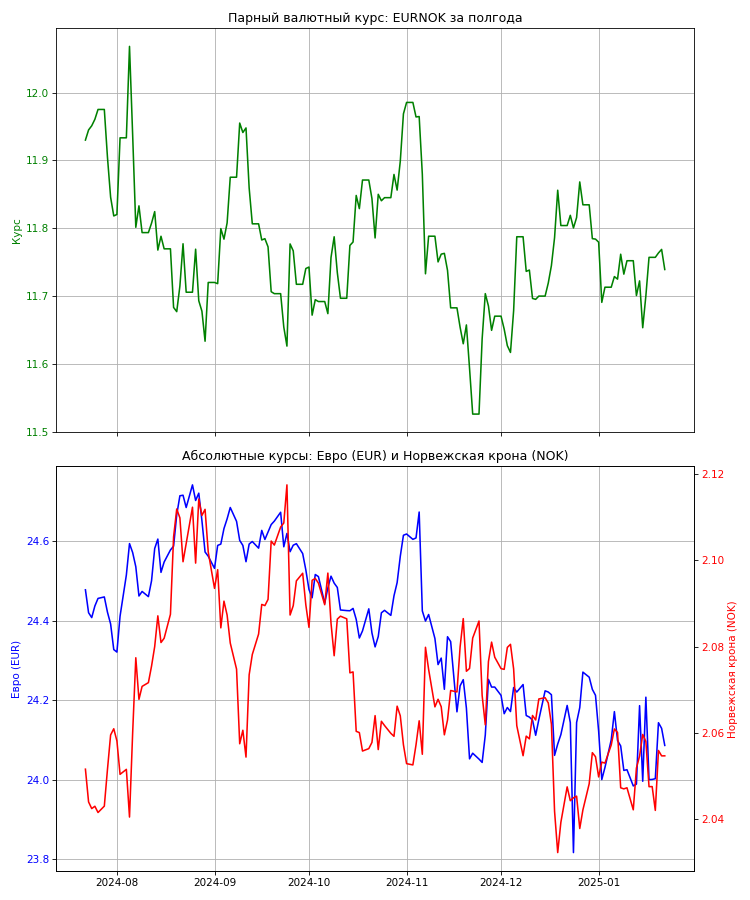 Парный валютный курс: EURNOK за полгода
12.0
11.9
11.8
11.7
11.6
11.5
Курс
Абсолютные курсы: Евро (EUR) и Норвежская крона (NOK)
24.6
24.4
24.2
24.0
23.8
Евро (EUR)
2.12
2.10
2.08
2.06
2.04
Норвежская крона (NOK)
2024-08 2024-09 2024-10 2024-11 2024-12 2025-01